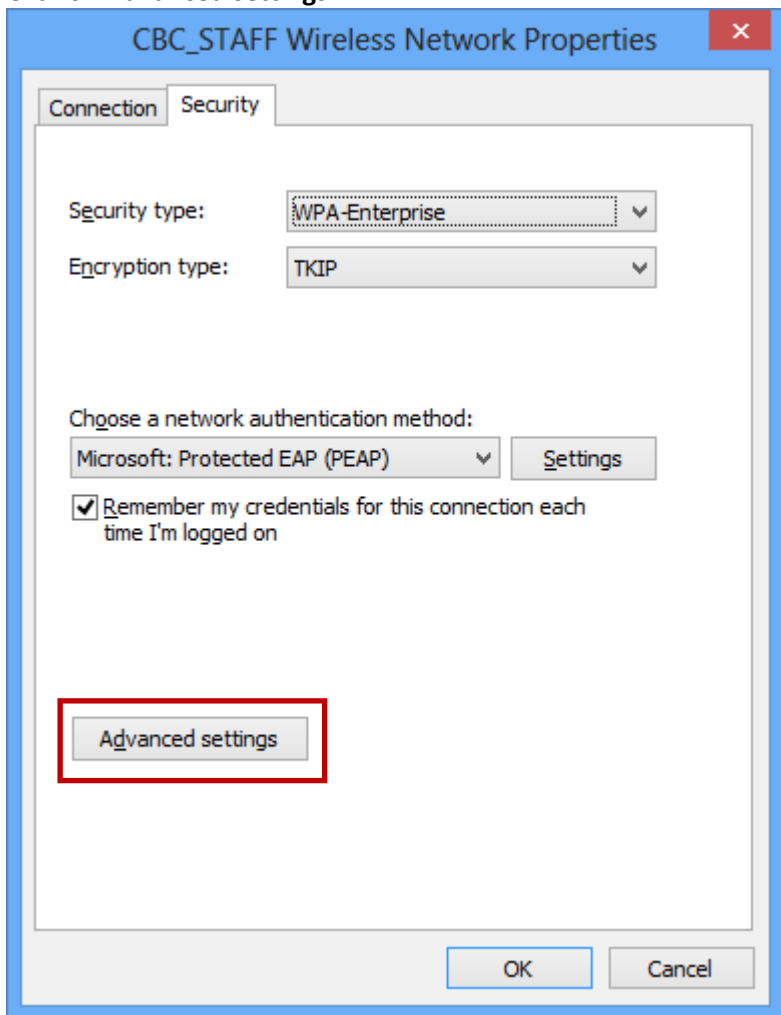 CBC_STAFF Wireless Network Properties
Connection Security
Security type: WPA-Enterprise
Encryption type: TKIP
Choose a network authentication method:
Microsoft: Protected EAP (PEAP) Settings
Remember my credentials for this connection each
time I'm logged on
Advanced settings
OK Cancel